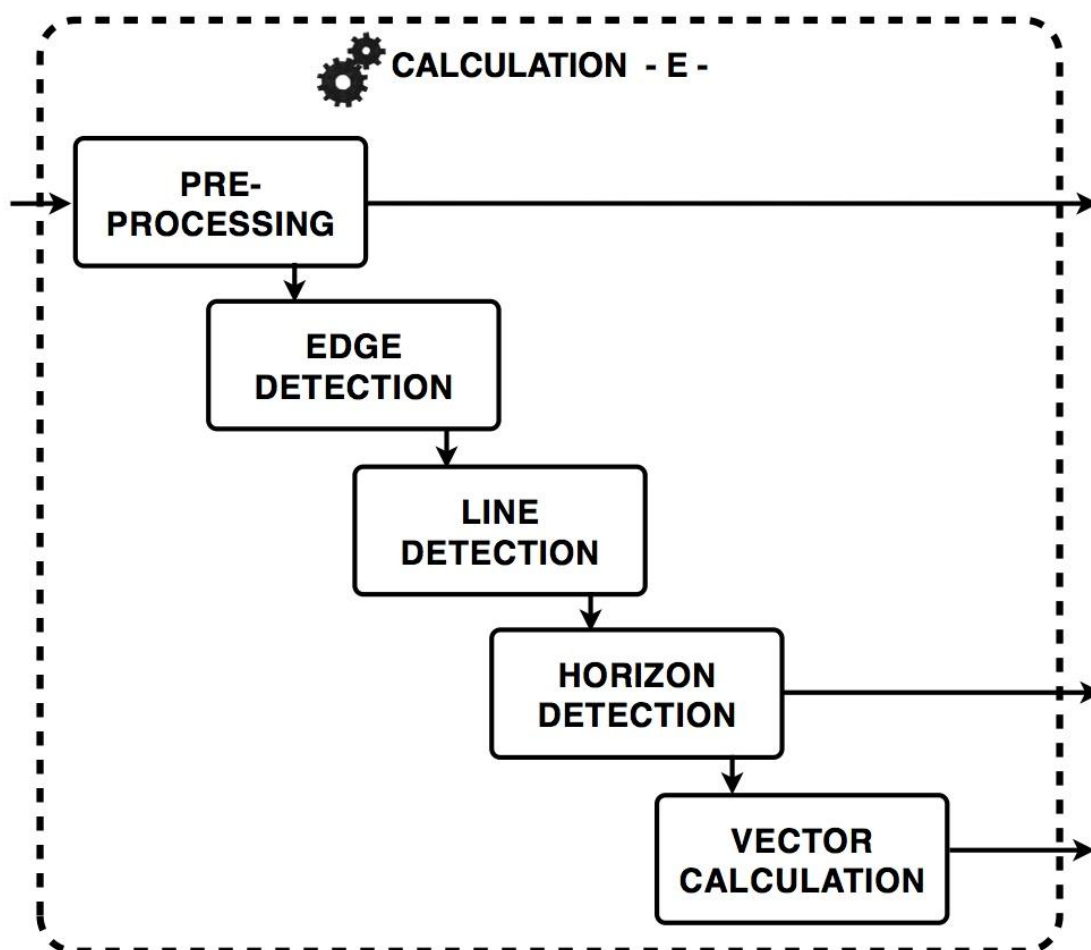 CALCULATION - E -
PRE-
PROCESSING
EDGE
DETECTION
LINE
DETECTION
HORIZON
DETECTION
VECTOR
CALCULATION